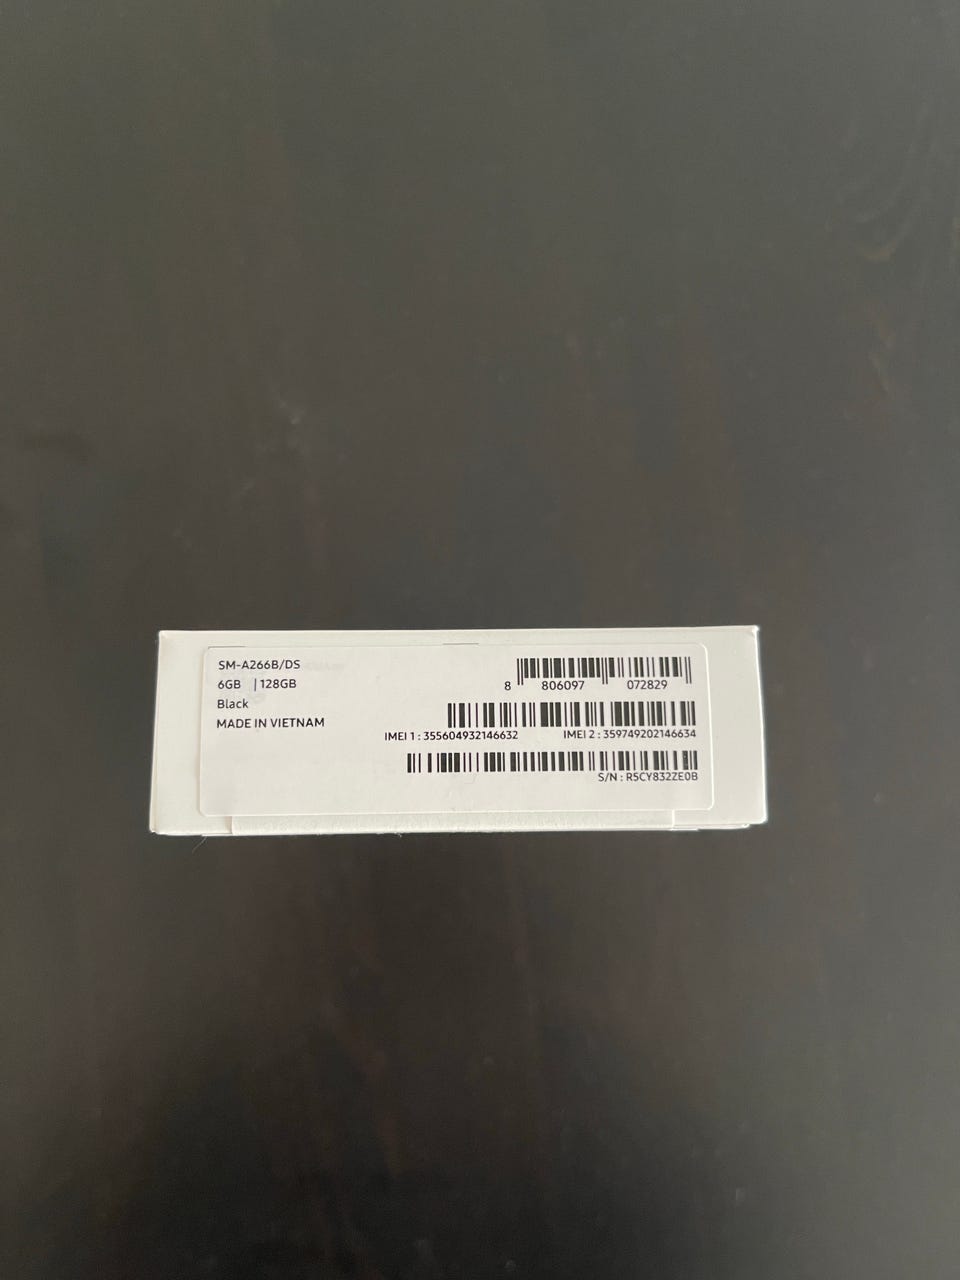 SM-A266B/DS
6GB | 128GB
Black
MADE IN VIETNAM
8 806097 072829
IMEI 1 : 355604932146632 IMEI 2 : 359749202146634
S/N : R5CY832ZE0B